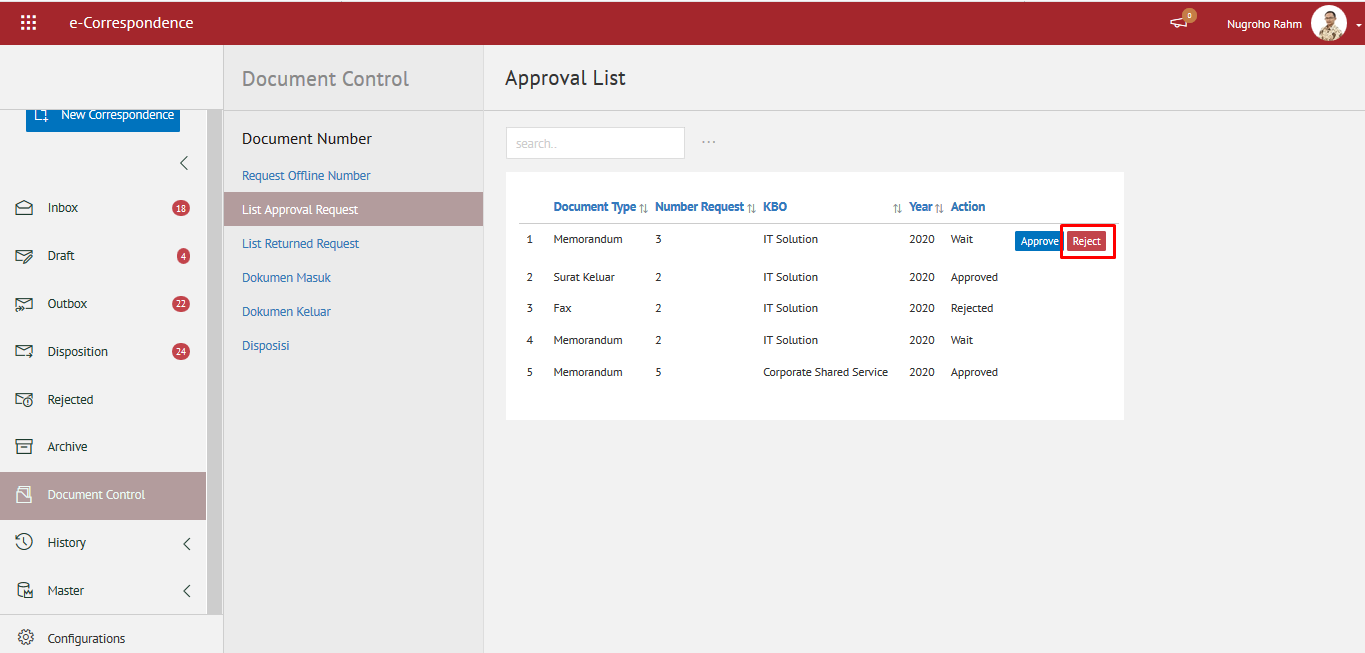 e-Correspondence
0
Nugroho Rahm
Document Control
Approval List
New Correspondence
Inbox 18
Draft 4
Outbox 22
Disposition 24
Rejected
Archive
Document Control
History
Master
Configurations
Document Number
Request Offline Number
List Approval Request
List Returned Request
Dokumen Masuk
Dokumen Keluar
Disposisi
search..
...
Document Type Number Request KBO Year Action
1 Memorandum 3 IT Solution 2020 Wait Approve Reject
2 Surat Keluar 2 IT Solution 2020 Approved
3 Fax 2 IT Solution 2020 Rejected
4 Memorandum 2 IT Solution 2020 Wait
5 Memorandum 5 Corporate Shared Service 2020 Approved